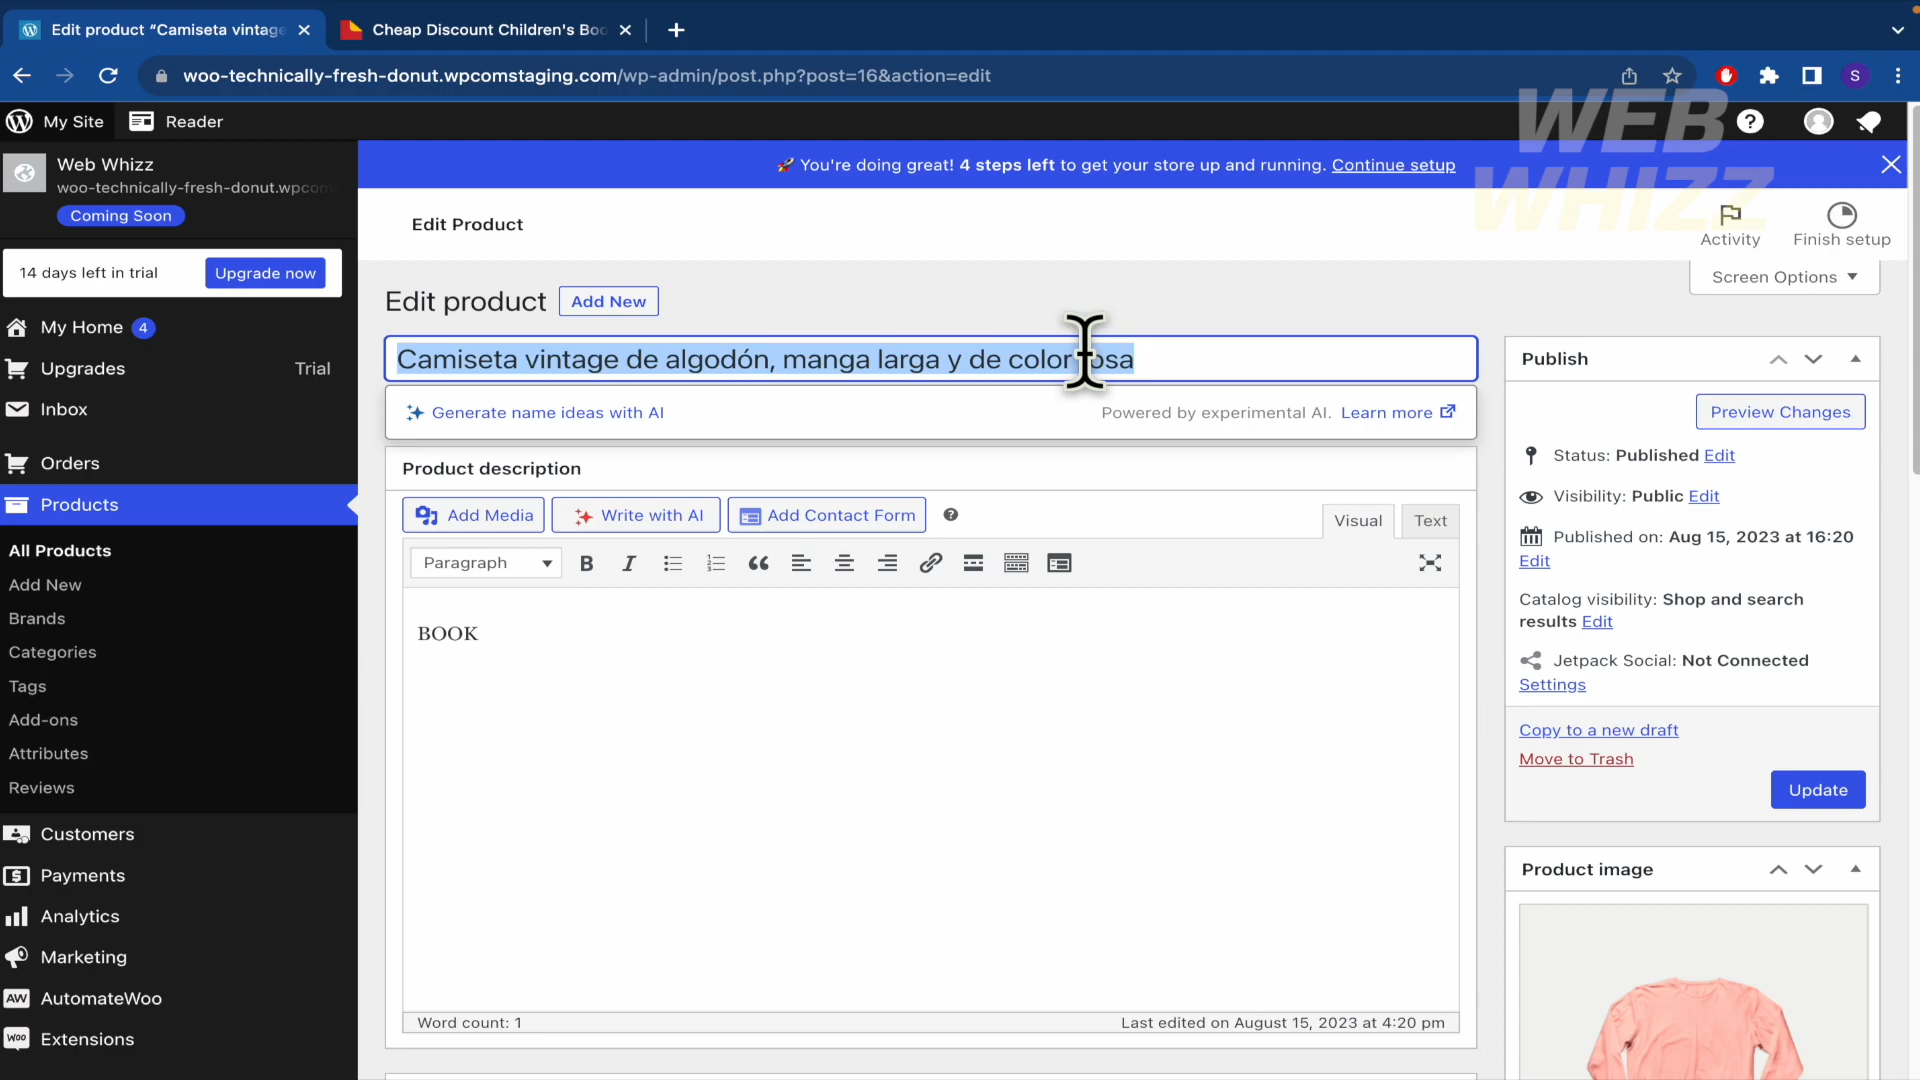 Edit product “Camiseta vintage
Cheap Discount Children's Boo
woo-technically-fresh-donut.wpcomstaging.com/wp-admin/post.php?post=16&action=edit
S
My Site
Reader
WEB
WHIZZ
Web Whizz
woo-technically-fresh-donut.wpcom
Coming Soon
🚀 You're doing great! 4 steps left to get your store up and running. Continue setup
Edit Product
Activity
Finish setup
14 days left in trial
Upgrade now
Screen Options
Edit product
Add New
My Home 4
Upgrades
Trial
Inbox
Orders
Products
All Products
Add New
Brands
Categories
Tags
Add-ons
Attributes
Reviews
Customers
Payments
Analytics
Marketing
AW AutomateWoo
woo Extensions
Camiseta vintage de algodón, manga larga y de color rosa
Generate name ideas with AI
Powered by experimental AI. Learn more
Product description
Add Media
Write with AI
Add Contact Form
Visual
Text
Paragraph
B
I
BOOK
Word count: 1
Last edited on August 15, 2023 at 4:20 pm
Publish
Preview Changes
Status: Published Edit
Visibility: Public Edit
Published on: Aug 15, 2023 at 16:20
Edit
Catalog visibility: Shop and search
results Edit
Jetpack Social: Not Connected
Settings
Copy to a new draft
Move to Trash
Update
Product image